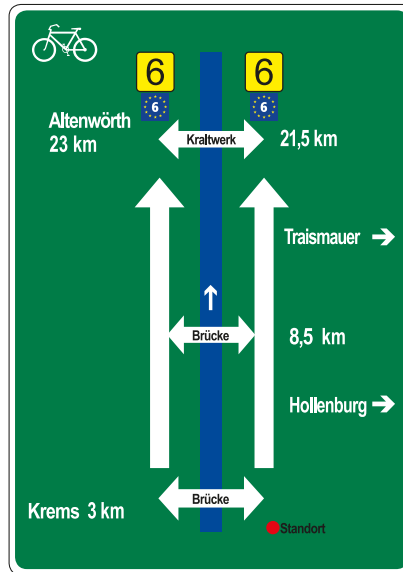 6 6
6 6
Altenwörth
23 km
Kraltwerk
21,5 km
Traismauer
Brücke
8,5 km
Hollenburg
Brücke
Krems 3 km
Standort